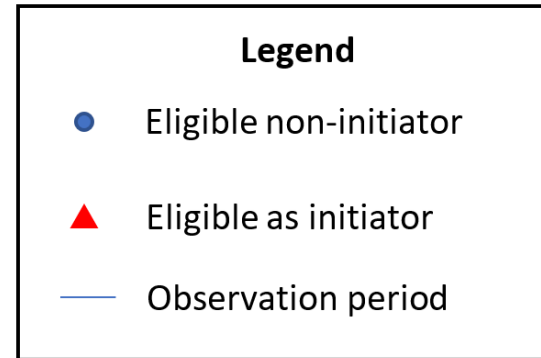 Legend
Eligible non-initiator
Eligible as initiator
Observation period